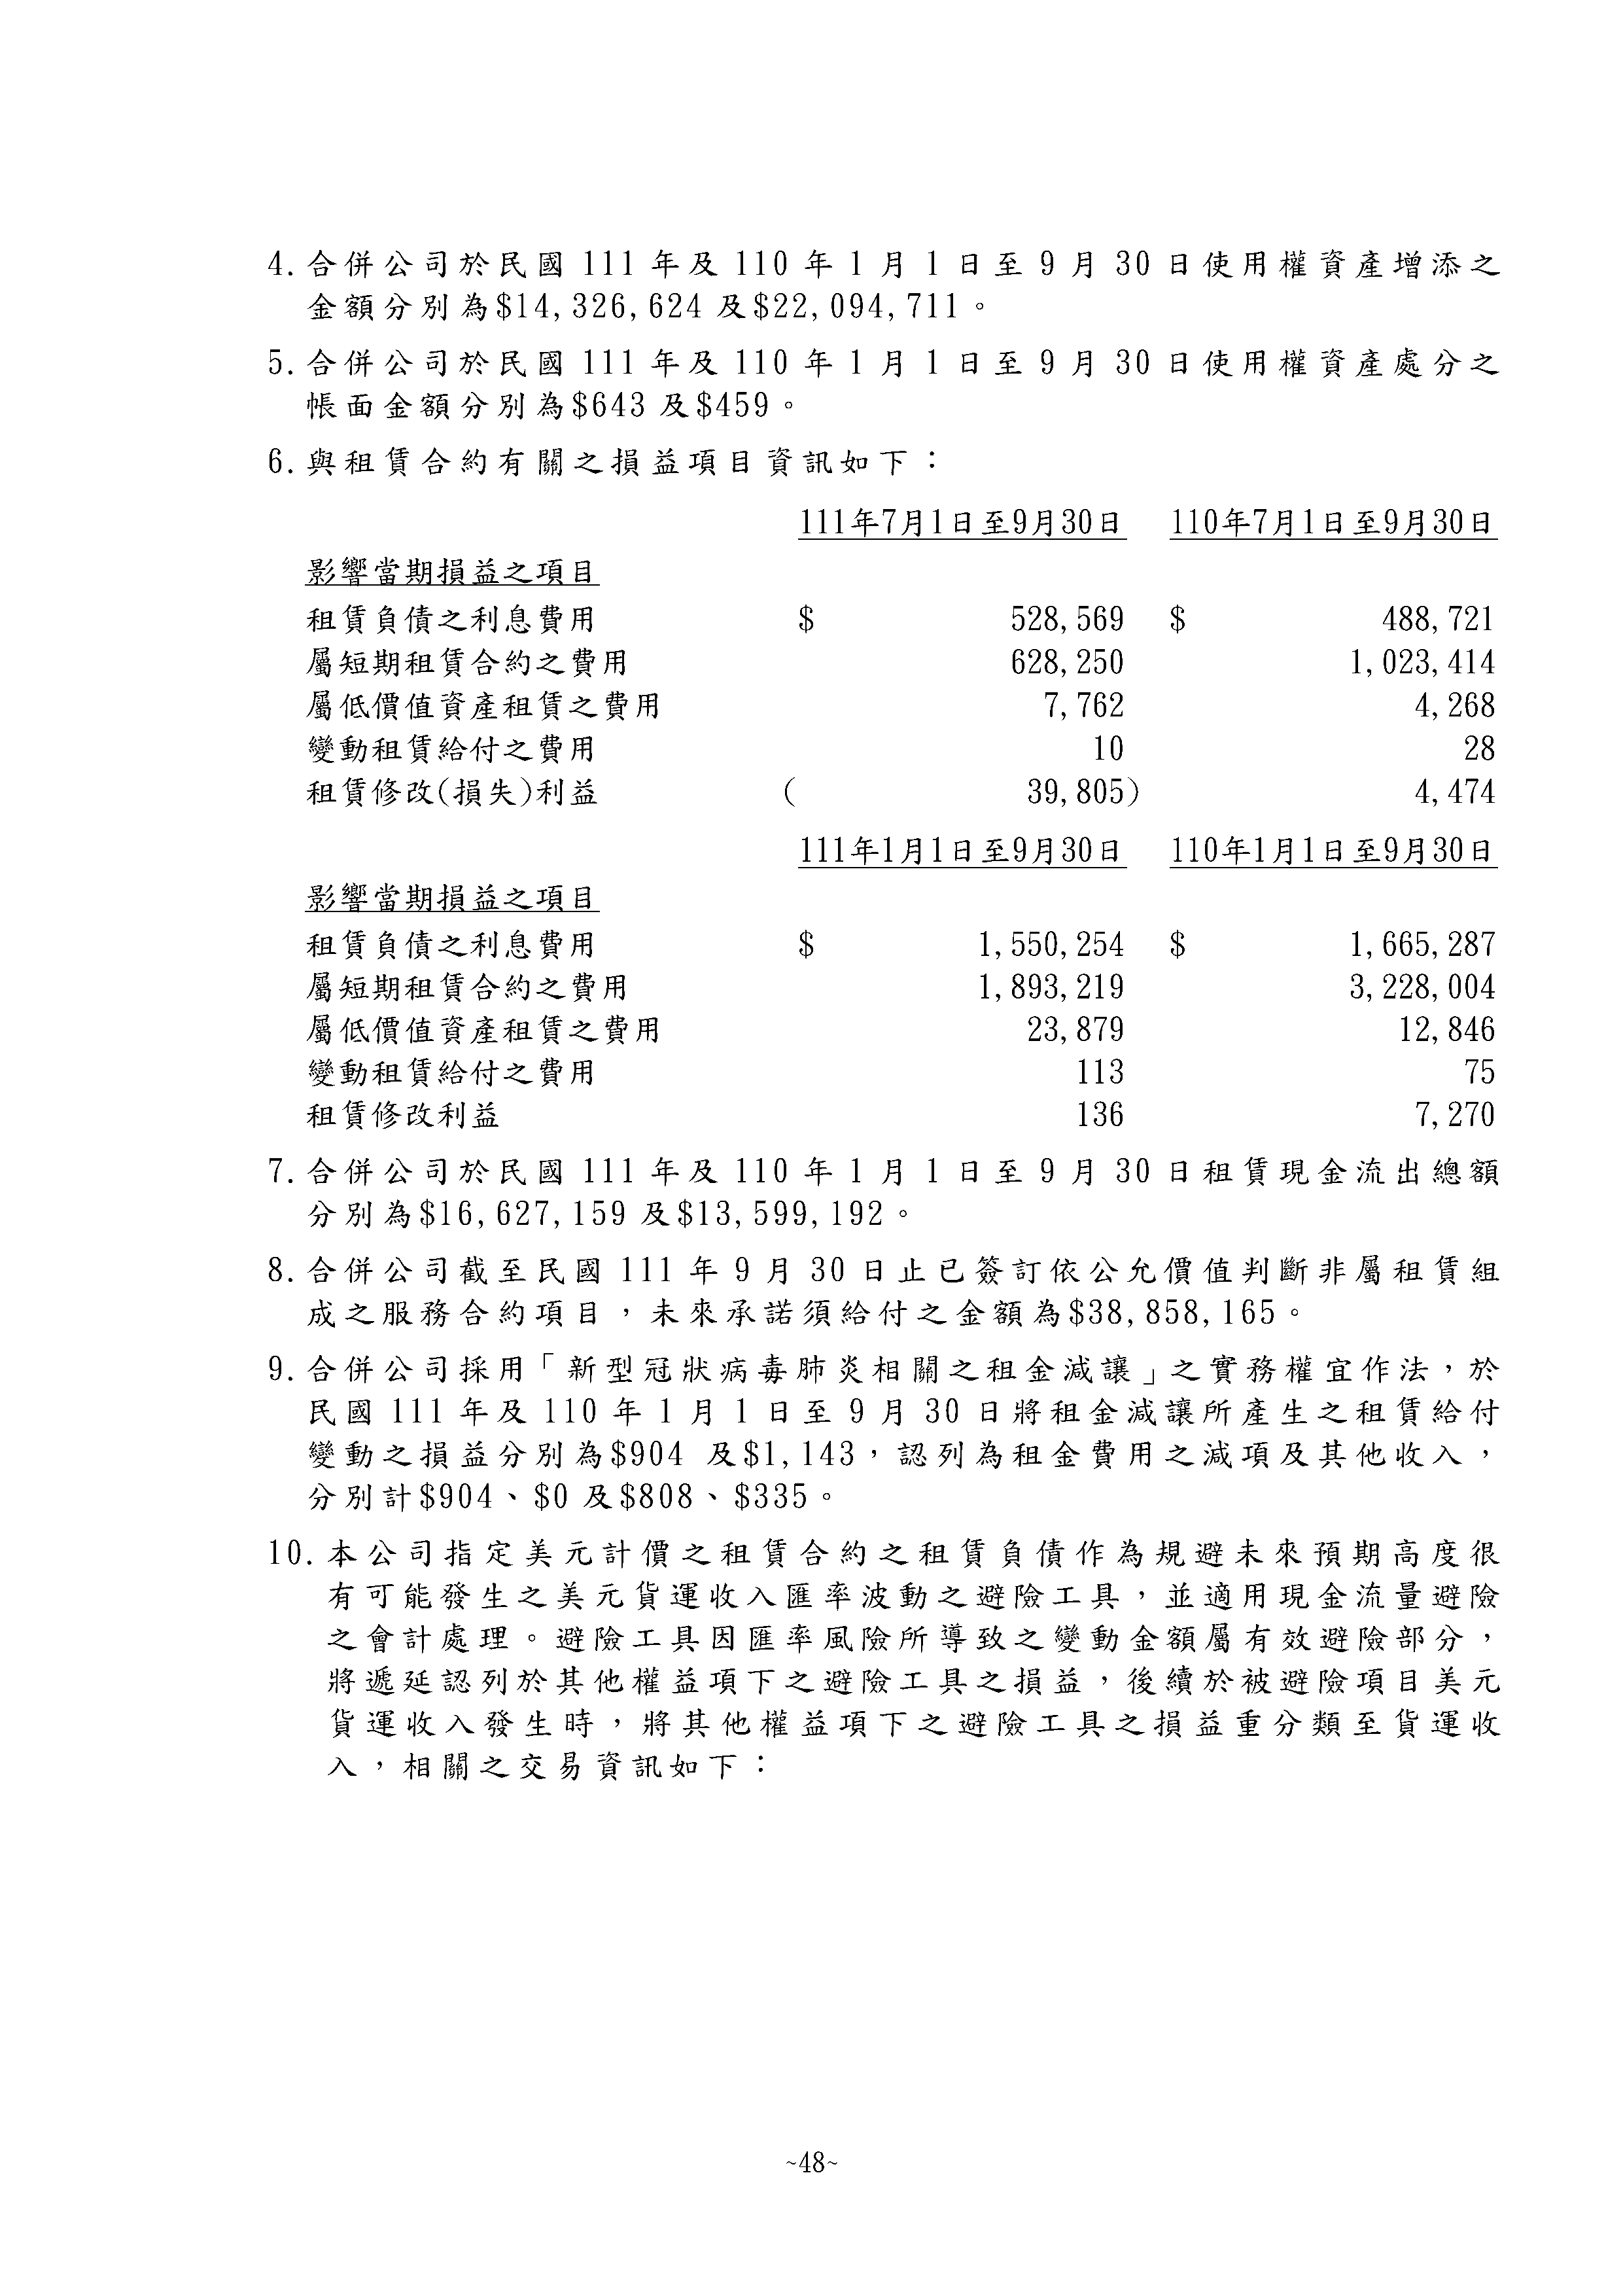 4. 合併公司於民國 111 年及 110 年 1 月 1 日至 9 月 30 日使用權資產增添之
金額分別為$14,326,624 及$22,094,711。
5. 合併公司於民國 111 年及 110 年 1 月 1 日至 9 月 30 日使用權資產處分之
帳面金額分別為$643 及$459。
6. 與租賃合約有關之損益項目資訊如下：
111年7月1日至9月30日 110年7月1日至9月30日
影響當期損益之項目
租賃負債之利息費用 $ 528,569 $ 488,721
屬短期租賃合約之費用 628,250 1,023,414
屬低價值資產租賃之費用 7,762 4,268
變動租賃給付之費用 10 28
租賃修改(損失)利益 ( 39,805) 4,474
111年1月1日至9月30日 110年1月1日至9月30日
影響當期損益之項目
租賃負債之利息費用 $ 1,550,254 $ 1,665,287
屬短期租賃合約之費用 1,893,219 3,228,004
屬低價值資產租賃之費用 23,879 12,846
變動租賃給付之費用 113 75
租賃修改利益 136 7,270
7. 合併公司於民國 111 年及 110 年 1 月 1 日至 9 月 30 日租賃現金流出總額
分別為$16,627,159 及$13,599,192。
8. 合併公司截至民國 111 年 9 月 30 日止已簽訂依公允價值判斷非屬租賃組
成之服務合約項目，未來承諾須給付之金額為$38,858,165。
9. 合併公司採用「新型冠狀病毒肺炎相關之租金減讓」之實務權宜作法，於
民國 111 年及 110 年 1 月 1 日至 9 月 30 日將租金減讓所產生之租賃給付
變動之損益分別為$904 及$1,143，認列為租金費用之減項及其他收入，
分別計$904、$0 及$808、$335。
10. 本公司指定美元計價之租賃合約之租賃負債作為規避未來預期高度很
有可能發生之美元貨運收入匯率波動之避險工具，並適用現金流量避險
之會計處理。避險工具因匯率風險所導致之變動金額屬有效避險部分，
將遞延認列於其他權益項下之避險工具之損益，後續於被避險項目美元
貨運收入發生時，將其他權益項下之避險工具之損益重分類至貨運收
入，相關之交易資訊如下：
~48~